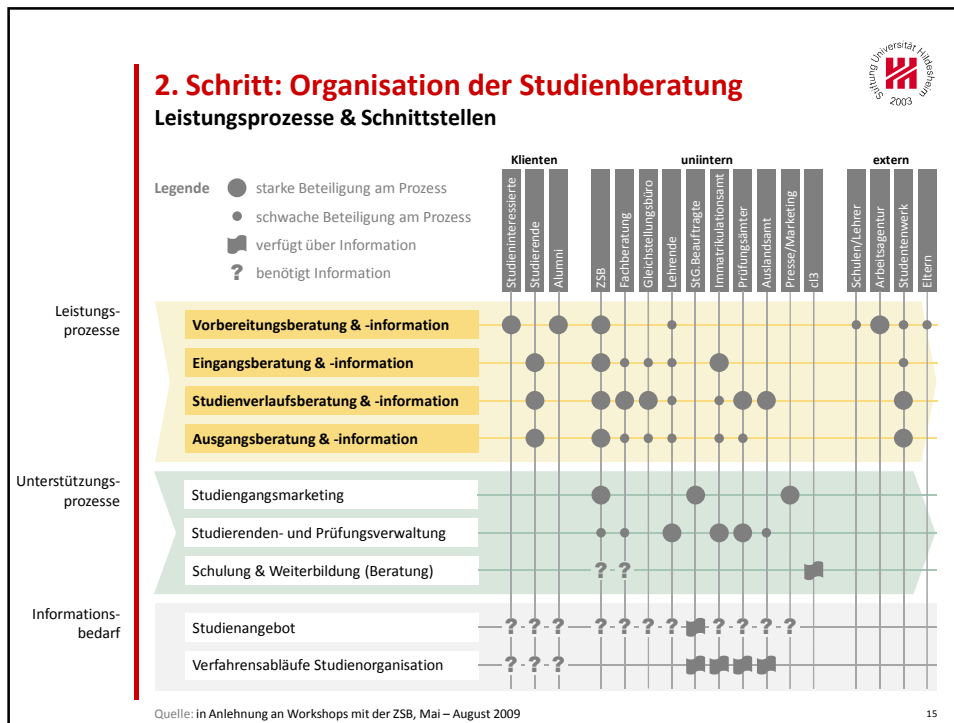 2. Schritt: Organisation der Studienberatung
Leistungsprozesse & Schnittstellen
Stiftung Universität Hildesheim
2003
Klienten
uniintern
extern
Legende
starke Beteiligung am Prozess
schwache Beteiligung am Prozess
verfügt über Information
? benötigt Information
Studieninteressierte
Studierende
Alumni
ZSB
Fachberatung
Gleichstellungsbüro
Lehrende
StG.Beauftragte
Immatrikulationsamt
Prüfungsämter
Auslandsamt
Presse/Marketing
cl3
Schulen/Lehrer
Arbeitsagentur
Studentenwerk
Eltern
Leistungs-
prozesse
Vorbereitungsberatung & -information
Eingangsberatung & -information
Studienverlaufsberatung & -information
Ausgangsberatung & -information
Unterstützungs-
prozesse
Studiengangsmarketing
Studierenden- und Prüfungsverwaltung
Schulung & Weiterbildung (Beratung) ? ?
Informations-
bedarf
Studienangebot ? ? ? ? ? ? ? ? ? ? ?
Verfahrensabläufe Studienorganisation ? ? ?
Quelle: in Anlehnung an Workshops mit der ZSB, Mai – August 2009
15